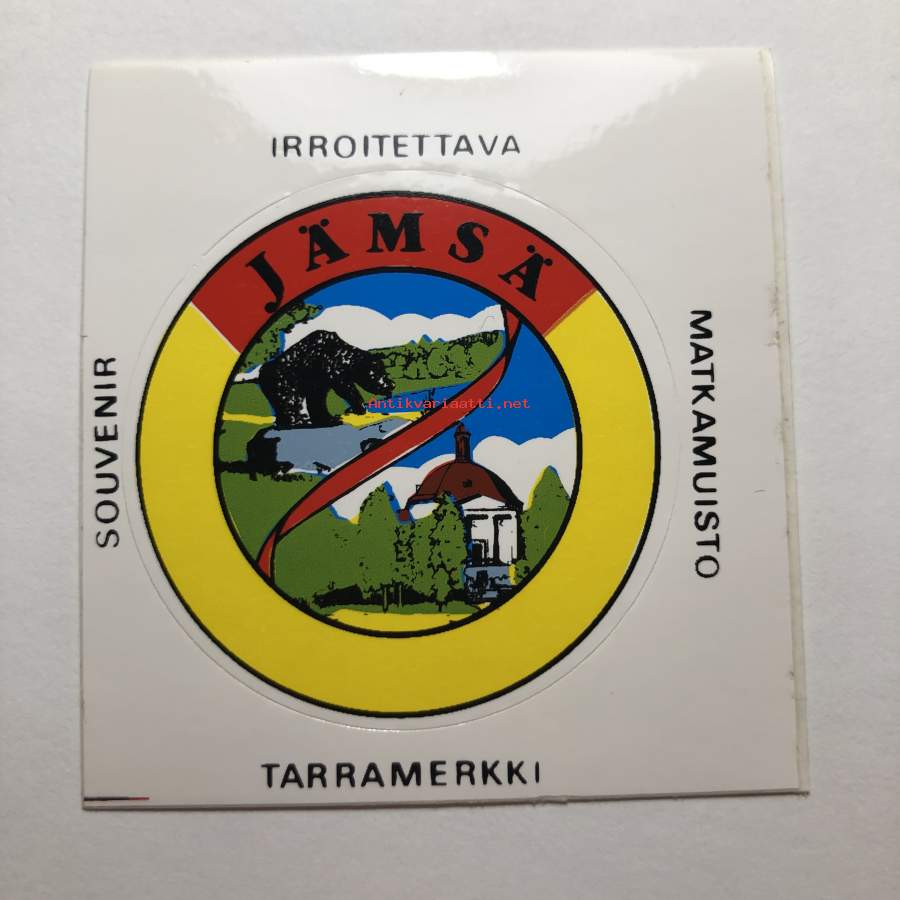 IRROITETTAVA
JÄMSÄ
SOUVENIR
MATKAMUISTO
Antikvariaatti.net
TARRAMERKKI